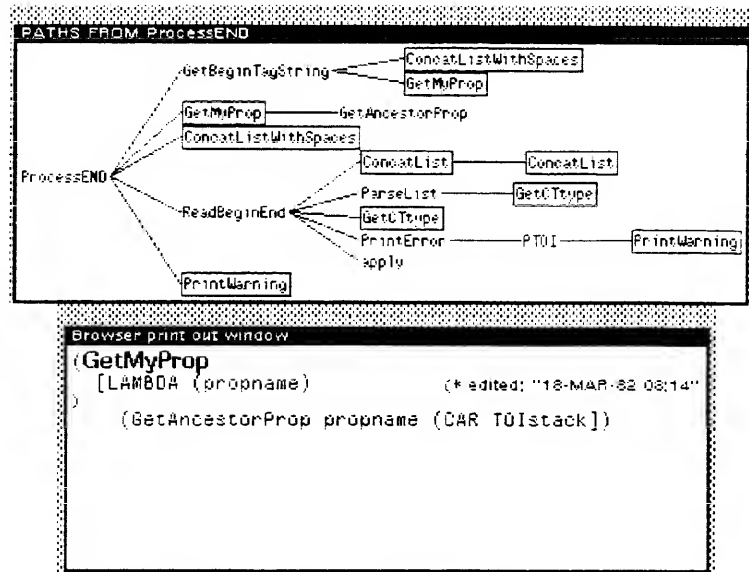 PATHS FROM ProcessEND
ConcatListWithSpaces
GetBeginTagString
GetMyProp
GetMyProp GetAncestorProp
ConcatListWithSpaces
ConcatList ConcatList
ProcessEND
ParseList GetCTtype
ReadBeginEnd
GetCTtype
PrintError PTOI PrintWarning
apply
PrintWarning
Browser print out window
(GetMyProp
[LAMBDA (propname) (* edited: "18-MAR-82 08:14"
)
(GetAncestorProp propname (CAR TOIstack])